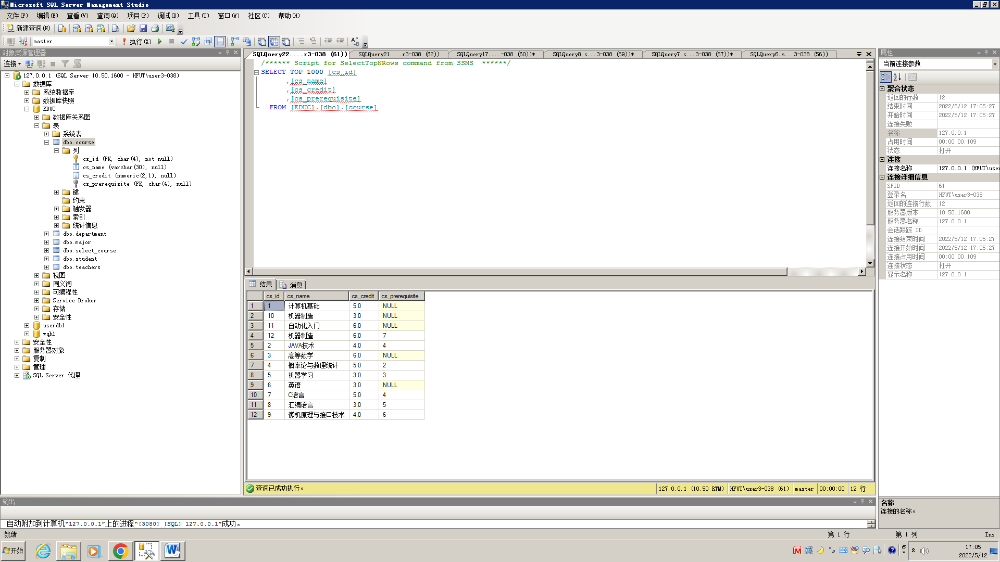 Microsoft SQL Server Management Studio
文件(F) 编辑(E) 查看(V) 查询(Q) 项目(P) 调试(D) 工具(T) 窗口(W) 社区(C) 帮助(H)
新建查询(N)
master 执行(X)
对象资源管理器
连接
127.0.0.1 (SQL Server 10.50.1600 - HFUT\user3-038)
数据库
系统数据库
数据库快照
EDUC
数据库关系图
表
系统表
dbo.course
列
cs_id (PK, char(4), not null)
cs_name (varchar(30), null)
cs_credit (numeric(2,1), null)
cs_prerequisite (FK, char(4), null)
键
约束
触发器
索引
统计信息
dbo.department
dbo.major
dbo.select_course
dbo.student
dbo.teachers
视图
同义词
可编程性
Service Broker
存储
安全性
userdb1
wqh1
安全性
服务器对象
复制
管理
SQL Server 代理
SQLQuery22....r3-038 (61)) SQLQuery21....r3-038 (62)) SQLQuery17....-038 (60))* SQLQuery8.s...3-038 (59))* SQLQuery7.s...3-038 (57))* SQLQuery6.s...3-038 (56))
/****** Script for SelectTopNRows command from SSMS  ******/
SELECT TOP 1000 [cs_id]
,[cs_name]
,[cs_credit]
,[cs_prerequisite]
FROM [EDUC].[dbo].[course]
结果 消息
cs_id cs_name cs_credit cs_prerequisite
1 1 计算机基础 5.0 NULL
2 10 机器制造 3.0 NULL
3 11 自动化入门 6.0 NULL
4 12 机器制造 6.0 7
5 2 JAVA技术 4.0 4
6 3 高等数学 6.0 NULL
7 4 概率论与数理统计 5.0 2
8 5 机器学习 3.0 3
9 6 英语 3.0 NULL
10 7 C语言 5.0 4
11 8 汇编语言 3.0 5
12 9 微机原理与接口技术 4.0 6
查询已成功执行。 127.0.0.1 (10.50 RTM) HFUT\user3-038 (61) master 00:00:00 12 行
属性
当前连接参数
聚合状态
返回的行数 12
结束时间 2022/5/12 17:05:27
开始时间 2022/5/12 17:05:27
连接失败
名称 127.0.0.1
占用时间 00:00:00.109
状态 打开
连接
连接名称 127.0.0.1 (HFUT\use
连接详细信息
SPID 61
登录名 HFUT\user3-038
返回的连接行数 12
服务器版本 10.50.1600
服务器名称 127.0.0.1
会话跟踪 ID
连接结束时间 2022/5/12 17:05:27
连接开始时间 2022/5/12 17:05:27
连接占用时间 00:00:00.109
连接状态 打开
显示名称 127.0.0.1
名称
连接的名称。
输出
自动附加到计算机“127.0.0.1”上的进程“[3080] [SQL] 127.0.0.1”成功。
就绪 第 1 行 第 1 列 Ins
开始 英 17:05
2022/5/12